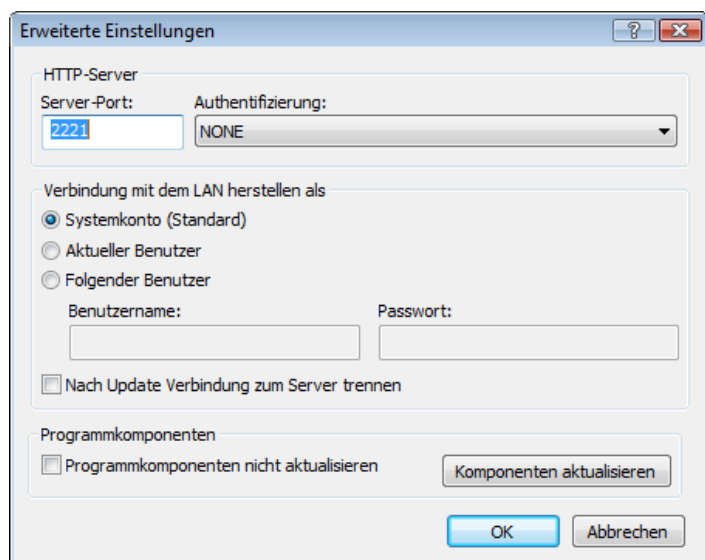 Erweiterte Einstellungen
HTTP-Server
Server-Port: Authentifizierung:
2221 NONE
Verbindung mit dem LAN herstellen als
Systemkonto (Standard)
Aktueller Benutzer
Folgender Benutzer
Benutzername: Passwort:
Nach Update Verbindung zum Server trennen
Programmkomponenten
Programmkomponenten nicht aktualisieren Komponenten aktualisieren
OK Abbrechen